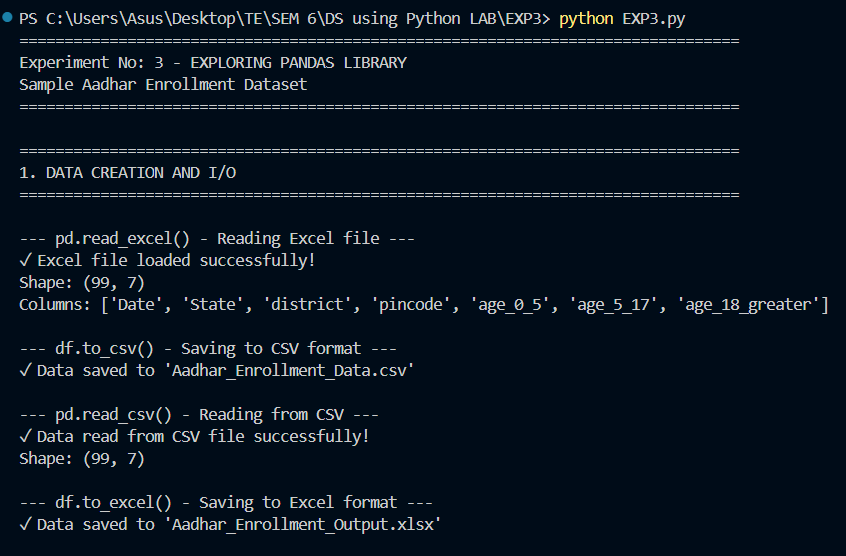 PS C:\Users\Asus\Desktop\TE\SEM 6\DS using Python LAB\EXP3> python EXP3.py
================================================================================
Experiment No: 3 - EXPLORING PANDAS LIBRARY
Sample Aadhar Enrollment Dataset
================================================================================
================================================================================
1. DATA CREATION AND I/O
================================================================================
--- pd.read_excel() - Reading Excel file ---
✓ Excel file loaded successfully!
Shape: (99, 7)
Columns: ['Date', 'State', 'district', 'pincode', 'age_0_5', 'age_5_17', 'age_18_greater']
--- df.to_csv() - Saving to CSV format ---
✓ Data saved to 'Aadhar_Enrollment_Data.csv'
--- pd.read_csv() - Reading from CSV ---
✓ Data read from CSV file successfully!
Shape: (99, 7)
--- df.to_excel() - Saving to Excel format ---
✓ Data saved to 'Aadhar_Enrollment_Output.xlsx'